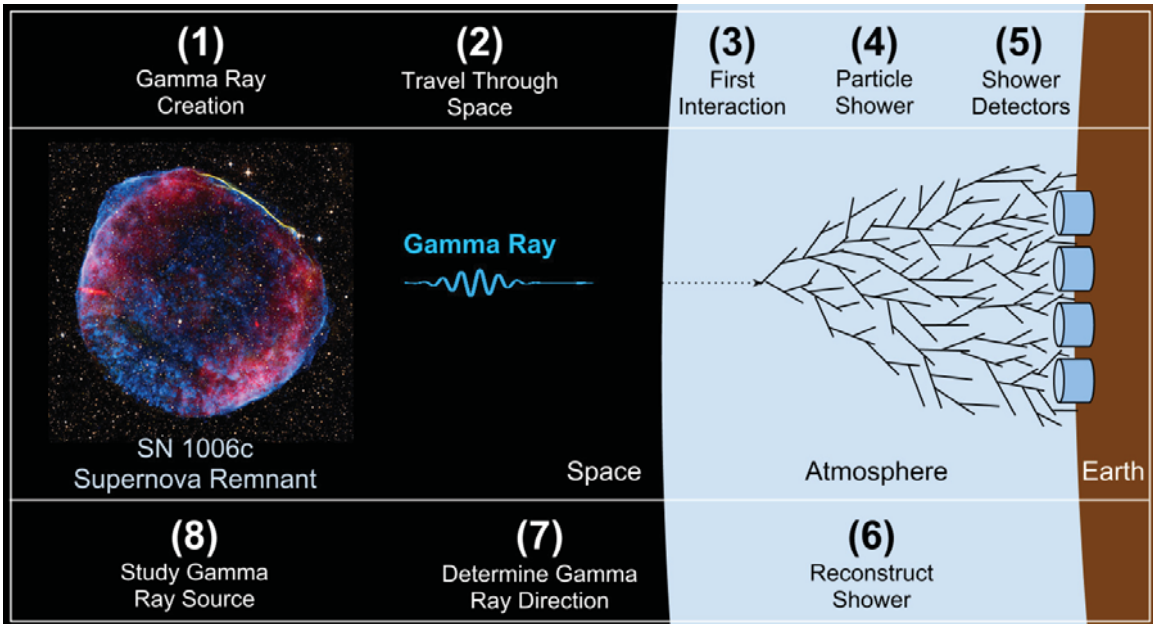 (1)
Gamma Ray
Creation
(2)
Travel Through
Space
(3)
First
Interaction
(4)
Particle
Shower
(5)
Shower
Detectors
Gamma Ray
SN 1006c
Supernova Remnant
Space
Atmosphere
Earth
(8)
Study Gamma
Ray Source
(7)
Determine Gamma
Ray Direction
(6)
Reconstruct
Shower